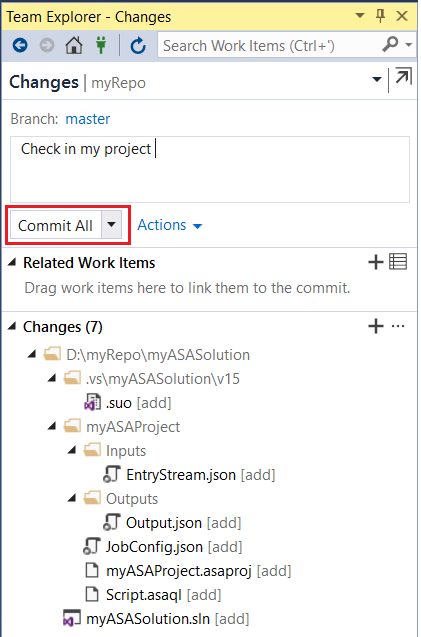 Team Explorer - Changes
Search Work Items (Ctrl+')
Changes | myRepo
Branch: master
Check in my project
Commit All Actions
Related Work Items
Drag work items here to link them to the commit.
Changes (7)
D:\myRepo\myASASolution
.vs\myASASolution\v15
.suo [add]
myASAProject
Inputs
EntryStream.json [add]
Outputs
Output.json [add]
JobConfig.json [add]
myASAProject.asaproj [add]
Script.asaql [add]
myASASolution.sln [add]